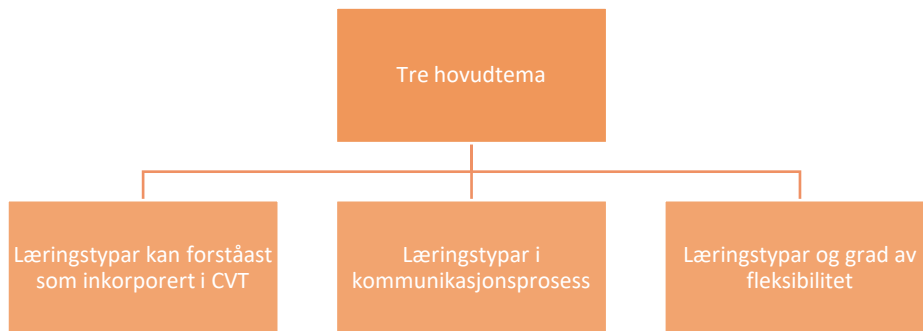 Tre hovudtema
Læringstypar kan forståast
som inkorporert i CVT
Læringstypar i
kommunikasjonsprosess
Læringstypar og grad av
fleksibilitet